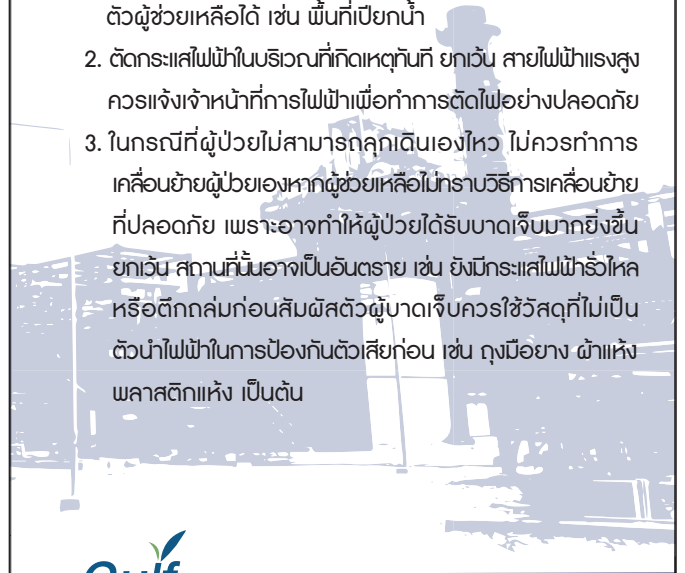 ตัวผู้ช่วยเหลือได้ เช่น พื้นที่เปียกน้ำ
2. ตัดกระแสไฟฟ้าในบริเวณที่เกิดเหตุทันที ยกเว้น สายไฟฟ้าแรงสูง
ควรแจ้งเจ้าหน้าที่การไฟฟ้าเพื่อทำการตัดไฟอย่างปลอดภัย
3. ในกรณีที่ผู้ป่วยไม่สามารถลุกเดินเองไหว ไม่ควรทำการ
เคลื่อนย้ายผู้ป่วยเองหากผู้ช่วยเหลือไม่ทราบวิธีการเคลื่อนย้าย
ที่ปลอดภัย เพราะอาจทำให้ผู้ป่วยได้รับบาดเจ็บมากยิ่งขึ้น
ยกเว้น สถานที่นั้นอาจเป็นอันตราย เช่น ยังมีกระแสไฟฟ้ารั่วไหล
หรือตึกถล่มก่อนสัมผัสตัวผู้บาดเจ็บควรใช้วัสดุที่ไม่เป็น
ตัวนำไฟฟ้าในการป้องกันตัวเสียก่อน เช่น ถุงมือยาง ผ้าแห้ง
พลาสติกแห้ง เป็นต้น
Gulf